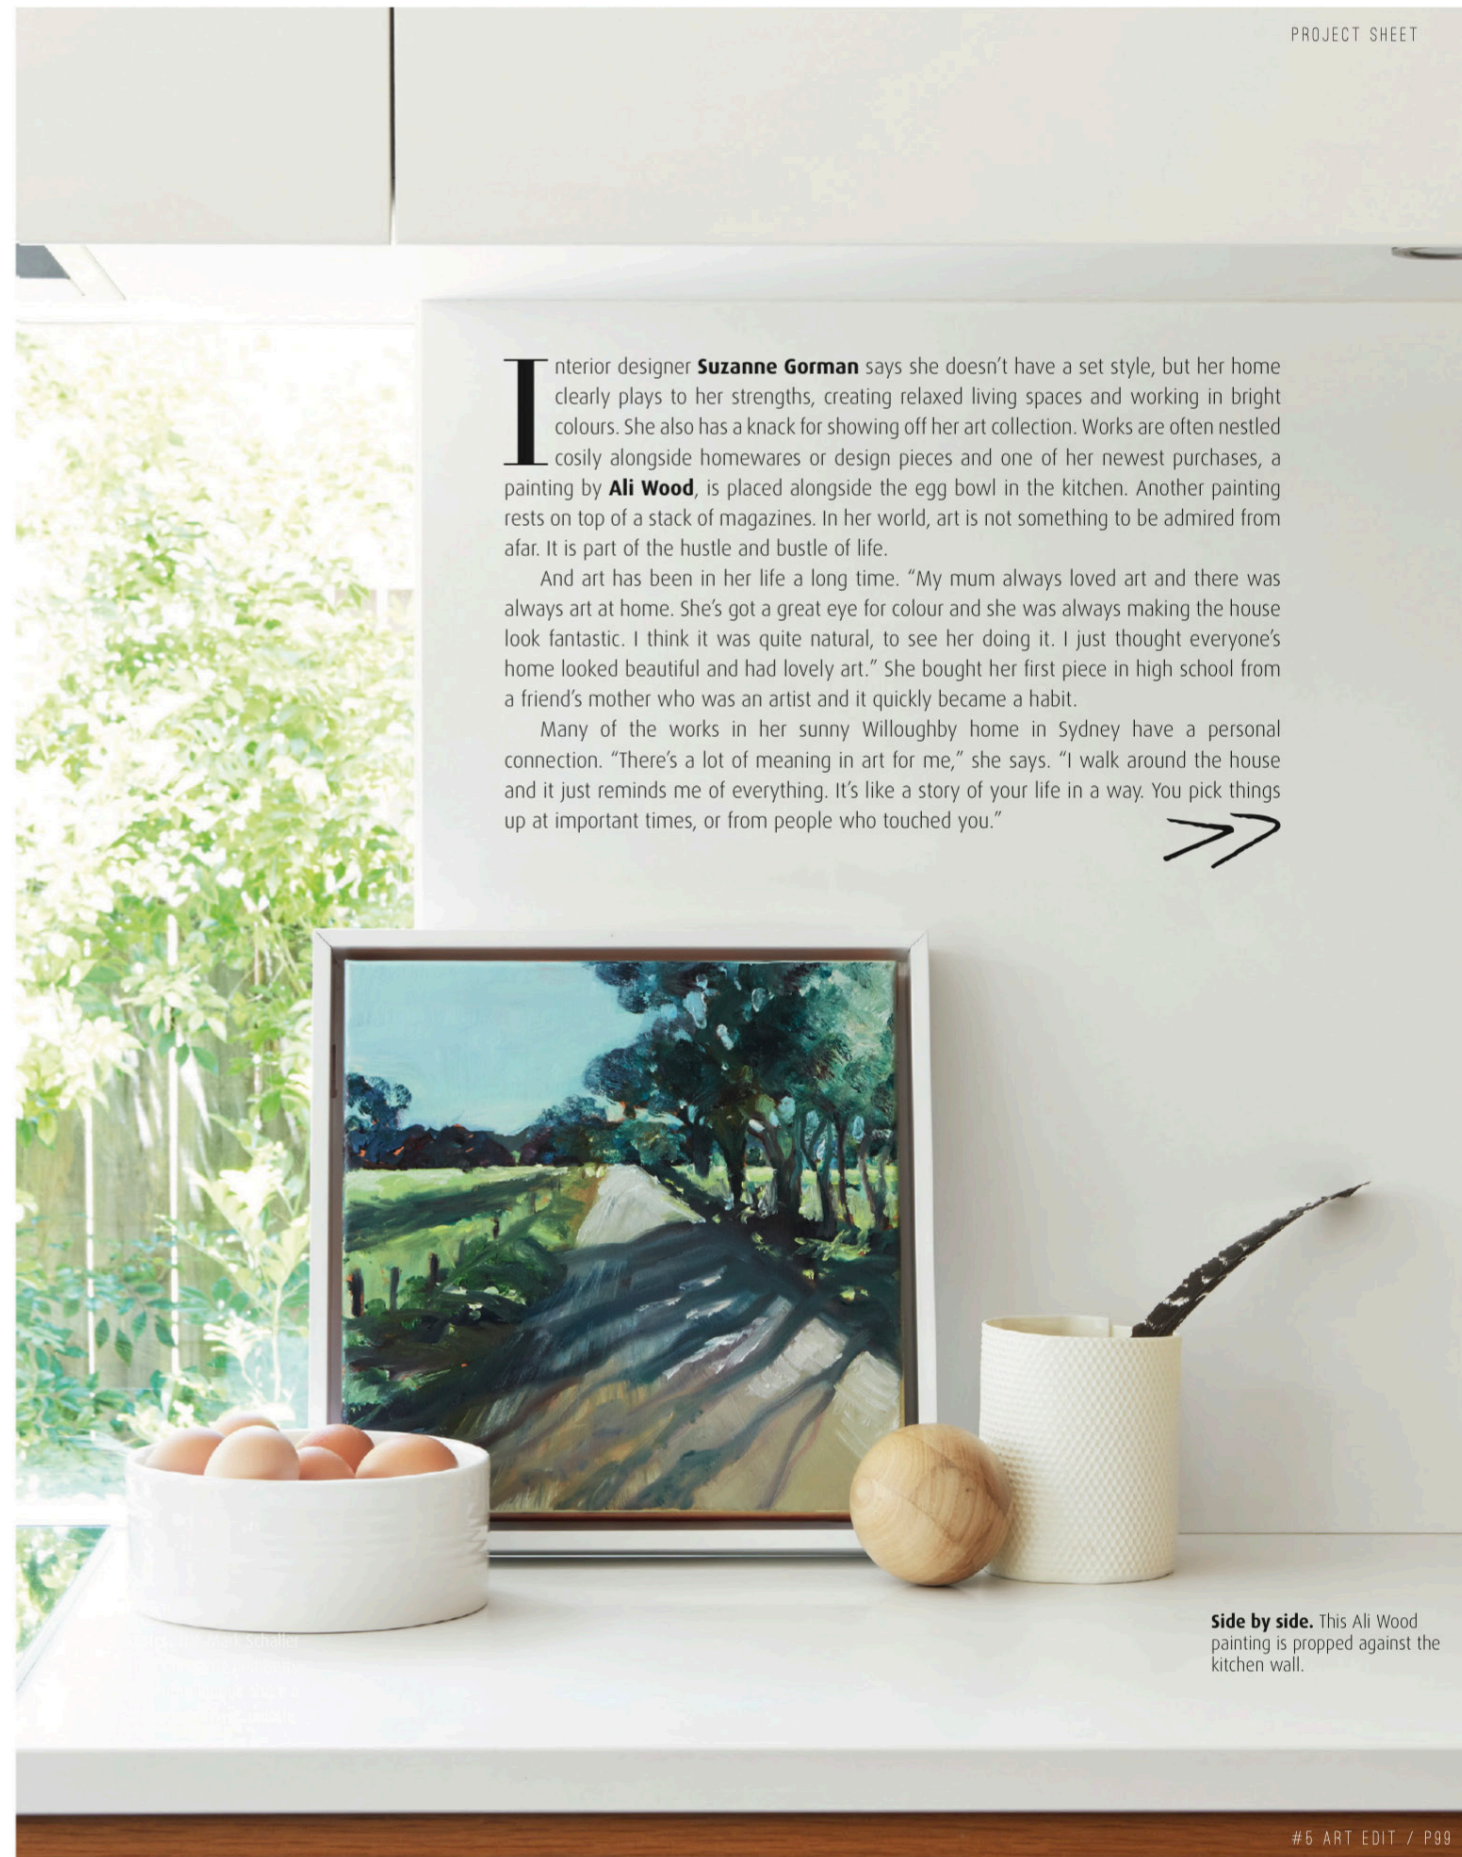 PROJECT SHEET
Interior designer Suzanne Gorman says she doesn’t have a set style, but her home
clearly plays to her strengths, creating relaxed living spaces and working in bright
colours. She also has a knack for showing off her art collection. Works are often nestled
cosily alongside homewares or design pieces and one of her newest purchases, a
painting by Ali Wood, is placed alongside the egg bowl in the kitchen. Another painting
rests on top of a stack of magazines. In her world, art is not something to be admired from
afar. It is part of the hustle and bustle of life.
And art has been in her life a long time. “My mum always loved art and there was
always art at home. She’s got a great eye for colour and she was always making the house
look fantastic. I think it was quite natural, to see her doing it. I just thought everyone’s
home looked beautiful and had lovely art.” She bought her first piece in high school from
a friend’s mother who was an artist and it quickly became a habit.
Many of the works in her sunny Willoughby home in Sydney have a personal
connection. “There’s a lot of meaning in art for me,” she says. “I walk around the house
and it just reminds me of everything. It’s like a story of your life in a way. You pick things
up at important times, or from people who touched you.”
Side by side. This Ali Wood
painting is propped against the
kitchen wall.
Mark Schaller
#5 ART EDIT / P99